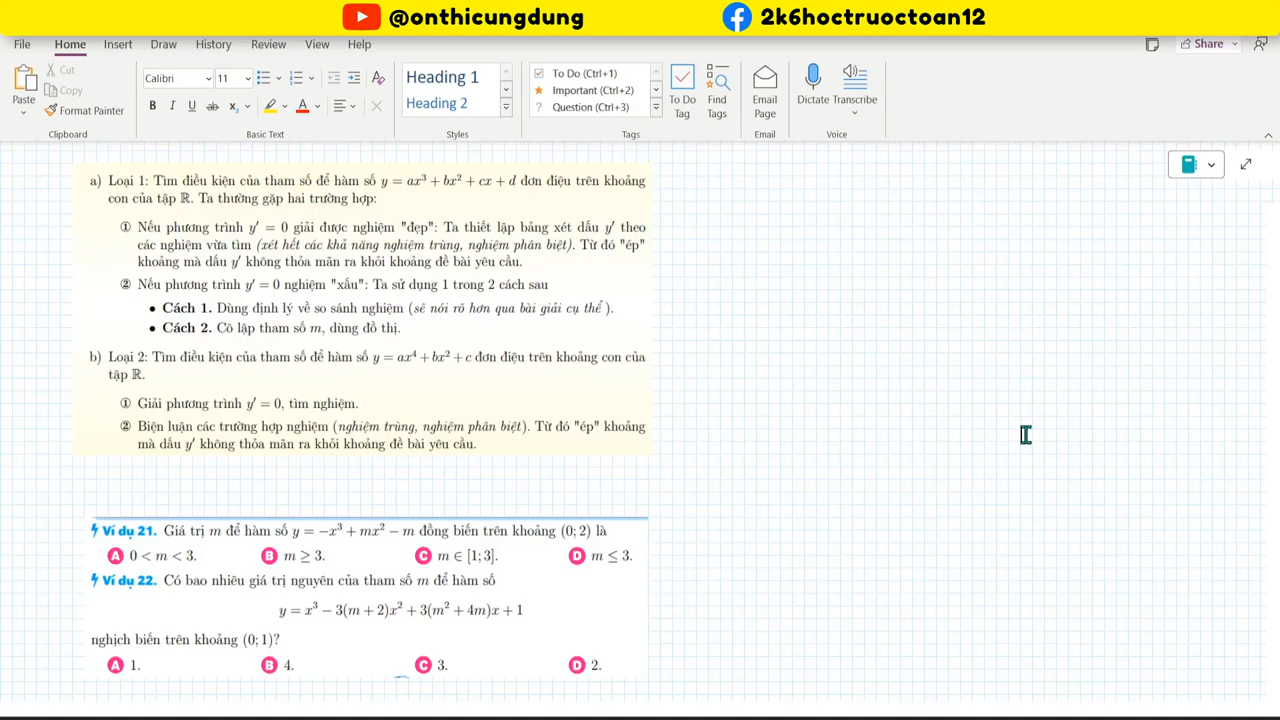 @onthicungdung 2k6hoctructoan12
File Home Insert Draw History Review View Help Share
Paste Cut Copy Format Painter Clipboard
Calibri 11 B I U ab x₂ A A Basic Text
Heading 1 Heading 2 Styles
To Do (Ctrl+1) Important (Ctrl+2) Question (Ctrl+3) To Do Tag Find Tags Tags
Email Page Email
Dictate Transcribe Voice
a) Loại 1: Tìm điều kiện của tham số để hàm số y = ax³ + bx² + cx + d đơn điệu trên khoảng
con của tập ℝ. Ta thường gặp hai trường hợp:
① Nếu phương trình y′ = 0 giải được nghiệm "đẹp": Ta thiết lập bảng xét dấu y′ theo
các nghiệm vừa tìm (xét hết các khả năng nghiệm trùng, nghiệm phân biệt). Từ đó "ép"
khoảng mà dấu y′ không thỏa mãn ra khỏi khoảng đề bài yêu cầu.
② Nếu phương trình y′ = 0 nghiệm "xấu": Ta sử dụng 1 trong 2 cách sau
• Cách 1. Dùng định lý về so sánh nghiệm (sẽ nói rõ hơn qua bài giải cụ thể ).
• Cách 2. Cô lập tham số m, dùng đồ thị.
b) Loại 2: Tìm điều kiện của tham số để hàm số y = ax⁴ + bx² + c đơn điệu trên khoảng con của
tập ℝ.
① Giải phương trình y′ = 0, tìm nghiệm.
② Biện luận các trường hợp nghiệm (nghiệm trùng, nghiệm phân biệt). Từ đó "ép" khoảng
mà dấu y′ không thỏa mãn ra khỏi khoảng đề bài yêu cầu.
Ví dụ 21. Giá trị m để hàm số y = −x³ + mx² − m đồng biến trên khoảng (0; 2) là
A 0 < m < 3. B m ≥ 3. C m ∈ [1; 3]. D m ≤ 3.
Ví dụ 22. Có bao nhiêu giá trị nguyên của tham số m để hàm số
y = x³ − 3(m + 2)x² + 3(m² + 4m)x + 1
nghịch biến trên khoảng (0; 1)?
A 1. B 4. C 3. D 2.